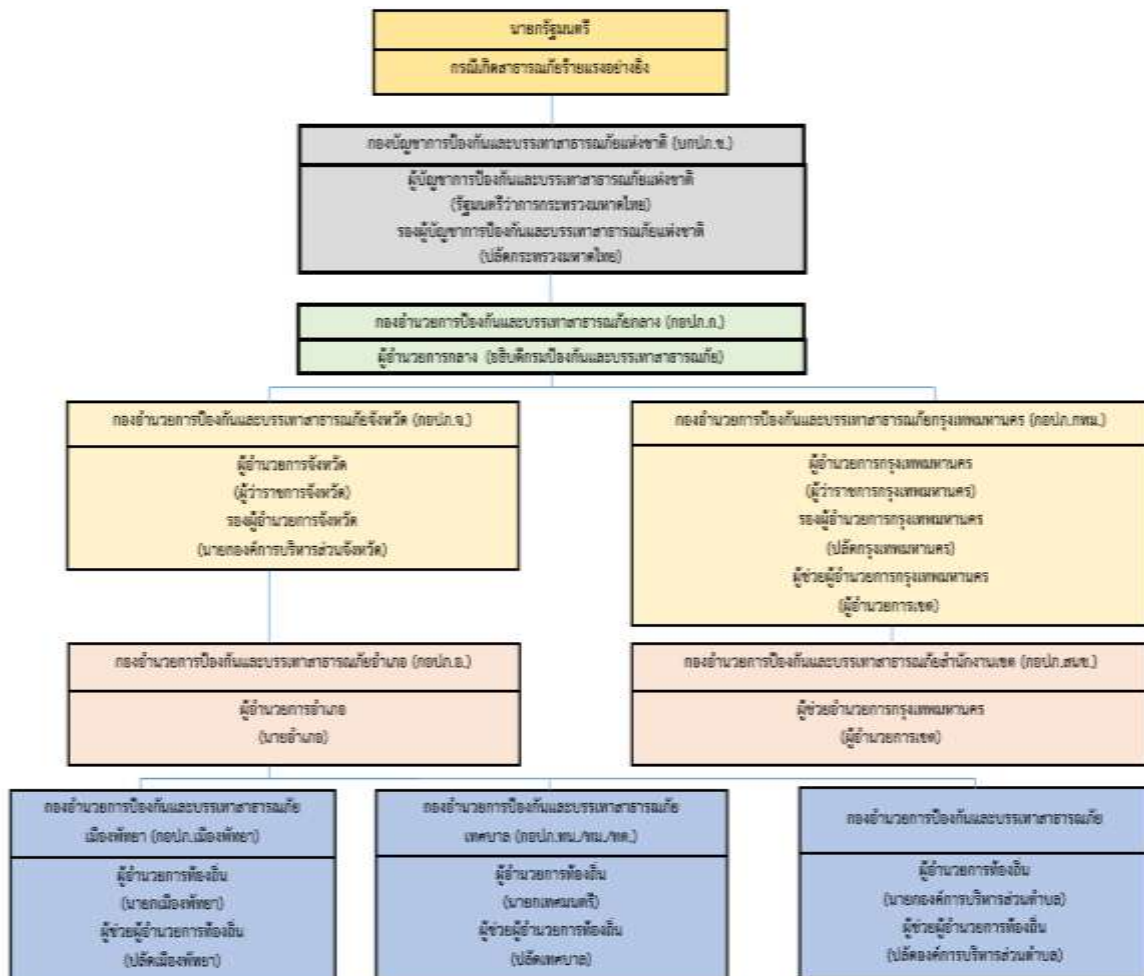 นายกรัฐมนตรี
กรณีเกิดสาธารณภัยร้ายแรงอย่างยิ่ง
กองบัญชาการป้องกันและบรรเทาสาธารณภัยแห่งชาติ (บกปภ.ช.)
ผู้บัญชาการป้องกันและบรรเทาสาธารณภัยแห่งชาติ
(รัฐมนตรีว่าการกระทรวงมหาดไทย)
รองผู้บัญชาการป้องกันและบรรเทาสาธารณภัยแห่งชาติ
(ปลัดกระทรวงมหาดไทย)
กองอำนวยการป้องกันและบรรเทาสาธารณภัยกลาง (กอปภ.ก.)
ผู้อำนวยการกลาง (อธิบดีกรมป้องกันและบรรเทาสาธารณภัย)
กองอำนวยการป้องกันและบรรเทาสาธารณภัยจังหวัด (กอปภ.จ.)
ผู้อำนวยการจังหวัด
(ผู้ว่าราชการจังหวัด)
รองผู้อำนวยการจังหวัด
(นายกองค์การบริหารส่วนจังหวัด)
กองอำนวยการป้องกันและบรรเทาสาธารณภัยกรุงเทพมหานคร (กอปภ.กทม.)
ผู้อำนวยการกรุงเทพมหานคร
(ผู้ว่าราชการกรุงเทพมหานคร)
รองผู้อำนวยการกรุงเทพมหานคร
(ปลัดกรุงเทพมหานคร)
ผู้ช่วยผู้อำนวยการกรุงเทพมหานคร
(ผู้อำนวยการเขต)
กองอำนวยการป้องกันและบรรเทาสาธารณภัยอำเภอ (กอปภ.อ.)
ผู้อำนวยการอำเภอ
(นายอำเภอ)
กองอำนวยการป้องกันและบรรเทาสาธารณภัยสำนักงานเขต (กอปภ.สนข.)
ผู้ช่วยอำนวยการกรุงเทพมหานคร
(ผู้อำนวยการเขต)
กองอำนวยการป้องกันและบรรเทาสาธารณภัย
เมืองพัทยา (กอปภ.เมืองพัทยา)
ผู้อำนวยการท้องถิ่น
(นายกเมืองพัทยา)
ผู้ช่วยผู้อำนวยการท้องถิ่น
(ปลัดเมืองพัทยา)
กองอำนวยการป้องกันและบรรเทาสาธารณภัย
เทศบาล (กอปภ.ทน./ทม./ทต.)
ผู้อำนวยการท้องถิ่น
(นายกเทศมนตรี)
ผู้ช่วยผู้อำนวยการท้องถิ่น
(ปลัดเทศบาล)
กองอำนวยการป้องกันและบรรเทาสาธารณภัย
ผู้อำนวยการท้องถิ่น
(นายกองค์การบริหารส่วนตำบล)
ผู้ช่วยผู้อำนวยการท้องถิ่น
(ปลัดองค์การบริหารส่วนตำบล)